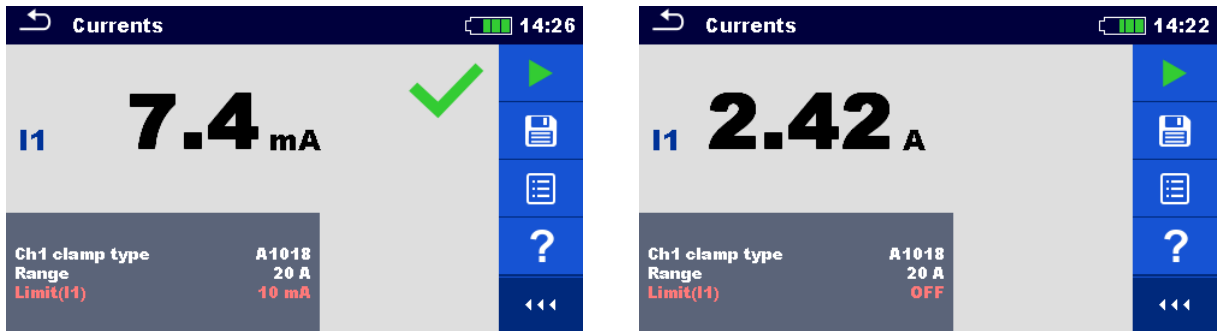 Currents 14:26
I1 7.4 mA
Ch1 clamp type A1018
Range 20 A
Limit(I1) 10 mA
?
Currents 14:22
I1 2.42 A
Ch1 clamp type A1018
Range 20 A
Limit(I1) OFF
?